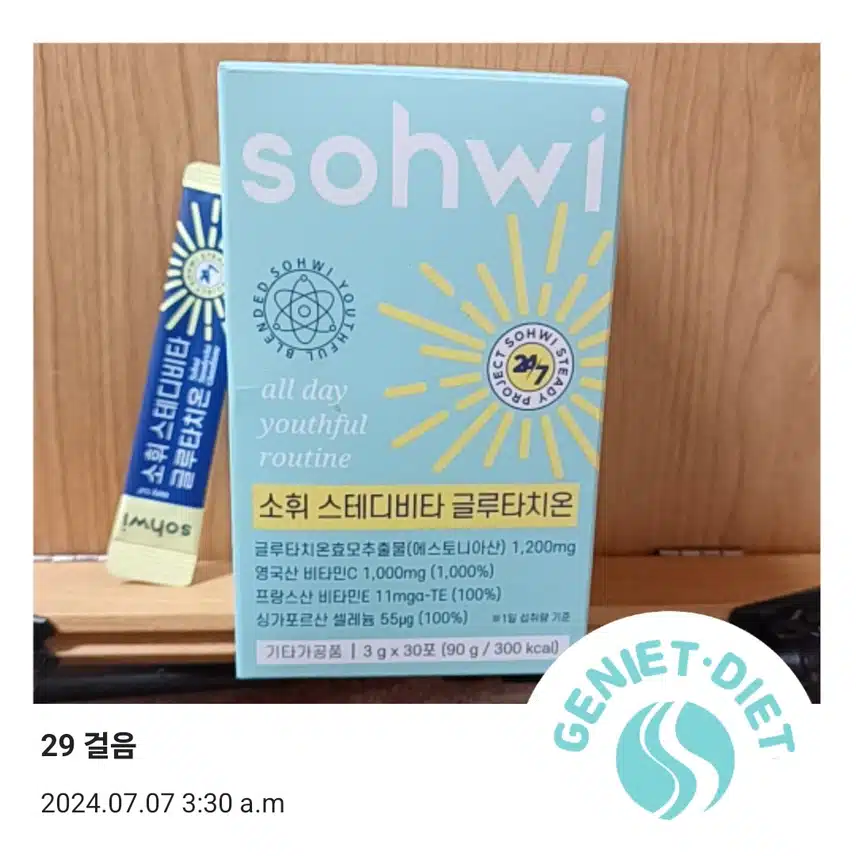 sohwi
SOHWI YOUTHFUL BLENDED
SOHWI STEADY PROJECT
24/7
all day
youthful
routine
소휘 스테디비타 글루타치온
글루타치온효모추출물(에스토니아산) 1,200mg
영국산 비타민C 1,000mg (1,000%)
프랑스산 비타민E 11mga-TE (100%)
싱가포르산 셀레늄 55μg (100%) ※1일 섭취량 기준
기타가공품 | 3 g x 30포 (90 g / 300 kcal)
24/7
소휘 스테디비타
글루타치온
sohwi
29 걸음
2024.07.07 3:30 a.m
GENIET·DIET